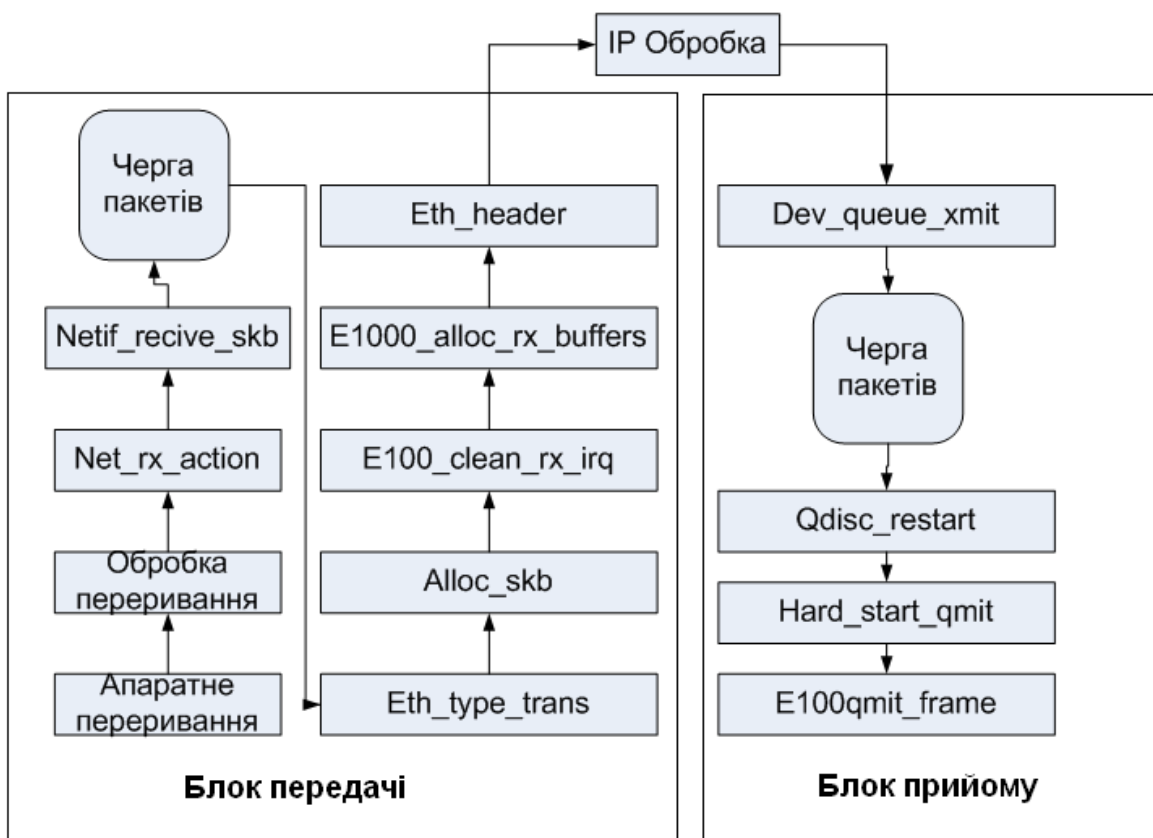 IP Обробка
Черга
пакетів
Netif_recive_skb
Net_rx_action
Обробка
переривання
Апаратне
переривання
Eth_header
E1000_alloc_rx_buffers
E100_clean_rx_irq
Alloc_skb
Eth_type_trans
Блок передачі
Dev_queue_xmit
Черга
пакетів
Qdisc_restart
Hard_start_qmit
E100qmit_frame
Блок прийому